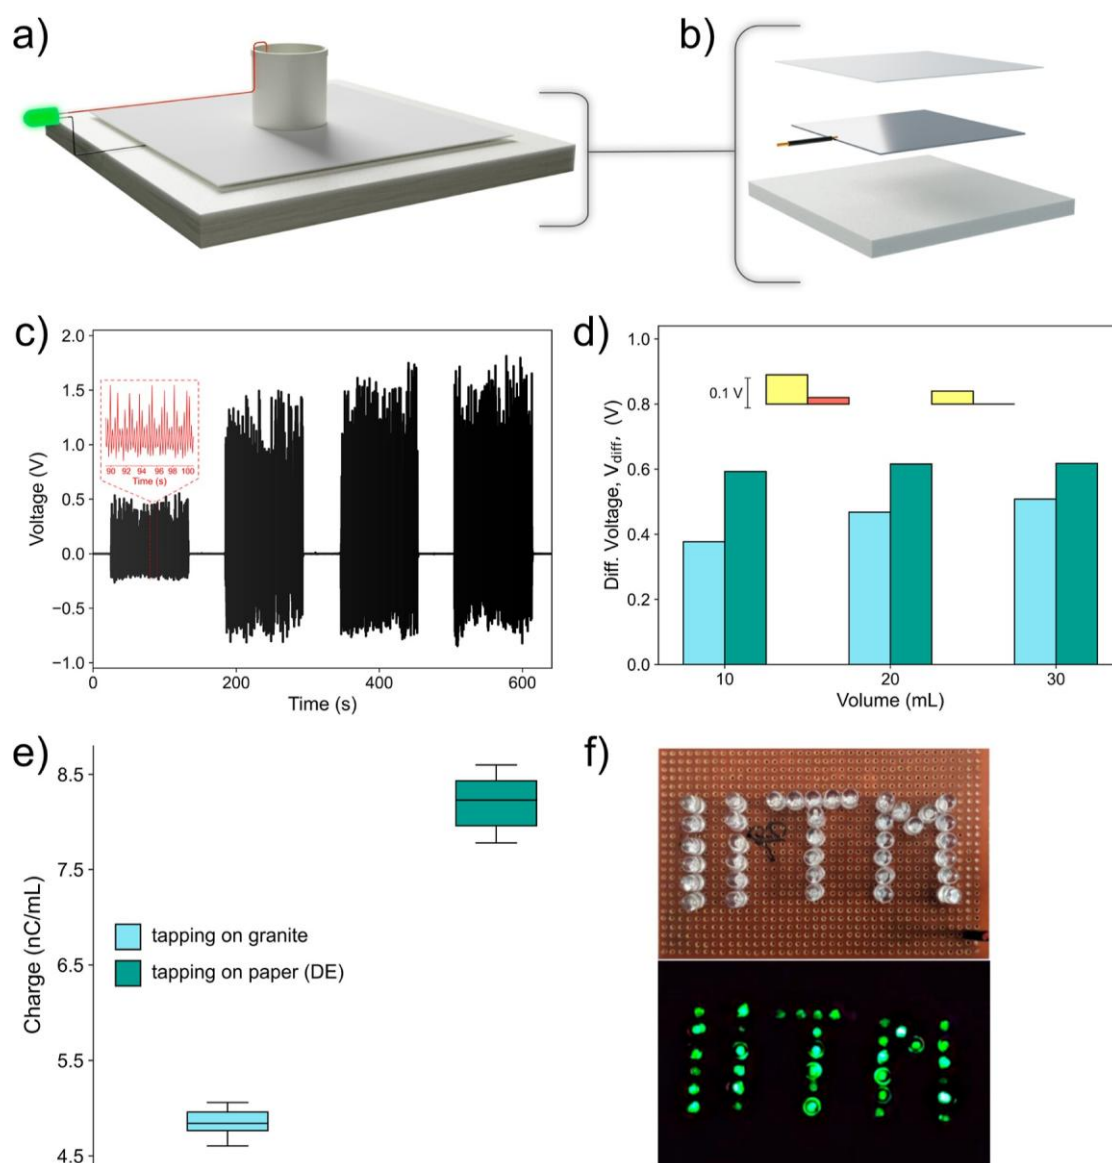 a)
b)
c)
2.0
1.5
1.0
0.5
0.0
−0.5
−1.0
Voltage (V)
90 92 94 96 98 100
Time (s)
0 200 400 600
Time (s)
d)
1.0
0.8
0.6
0.4
0.2
0.0
Diff. Voltage, Vdiff, (V)
0.1 V
10 20 30
Volume (mL)
e)
8.5
7.5
6.5
5.5
4.5
Charge (nC/mL)
tapping on granite
tapping on paper (DE)
f)
IITM
IITM